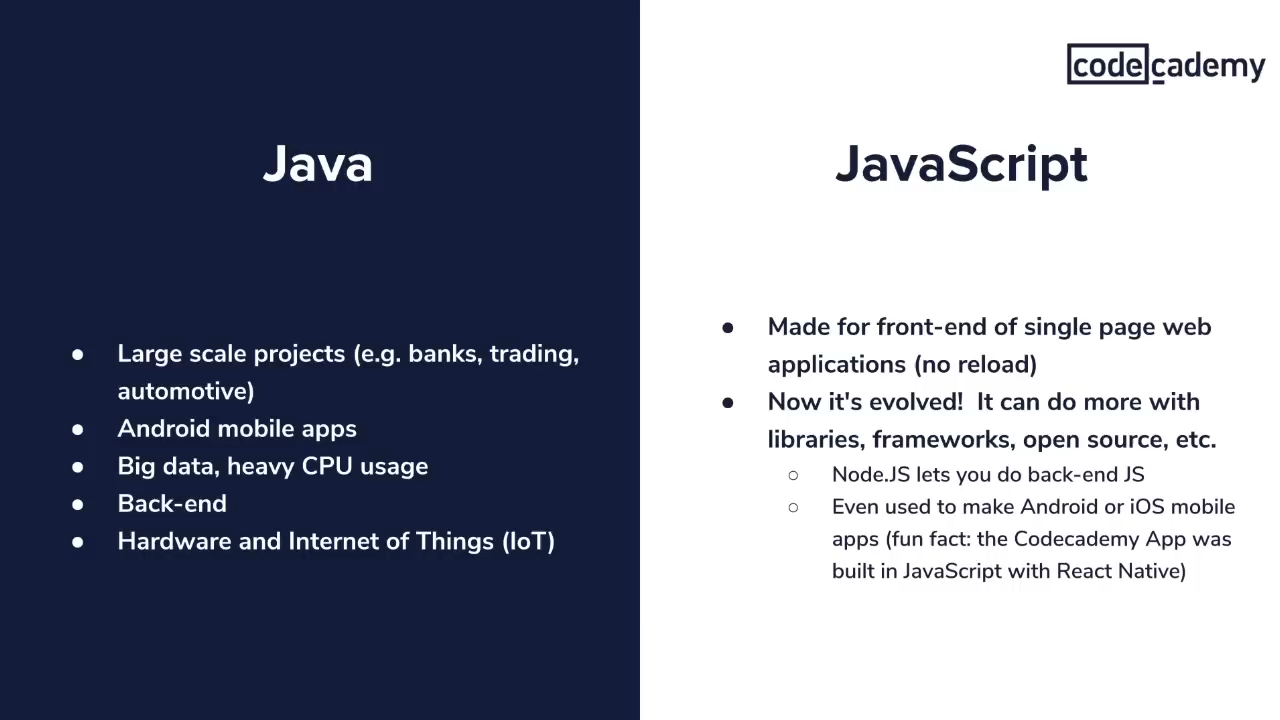 codecademy
Java
● Large scale projects (e.g. banks, trading,
automotive)
● Android mobile apps
● Big data, heavy CPU usage
● Back-end
● Hardware and Internet of Things (IoT)
JavaScript
● Made for front-end of single page web
applications (no reload)
● Now it's evolved!  It can do more with
libraries, frameworks, open source, etc.
○ Node.JS lets you do back-end JS
○ Even used to make Android or iOS mobile
apps (fun fact: the Codecademy App was
built in JavaScript with React Native)